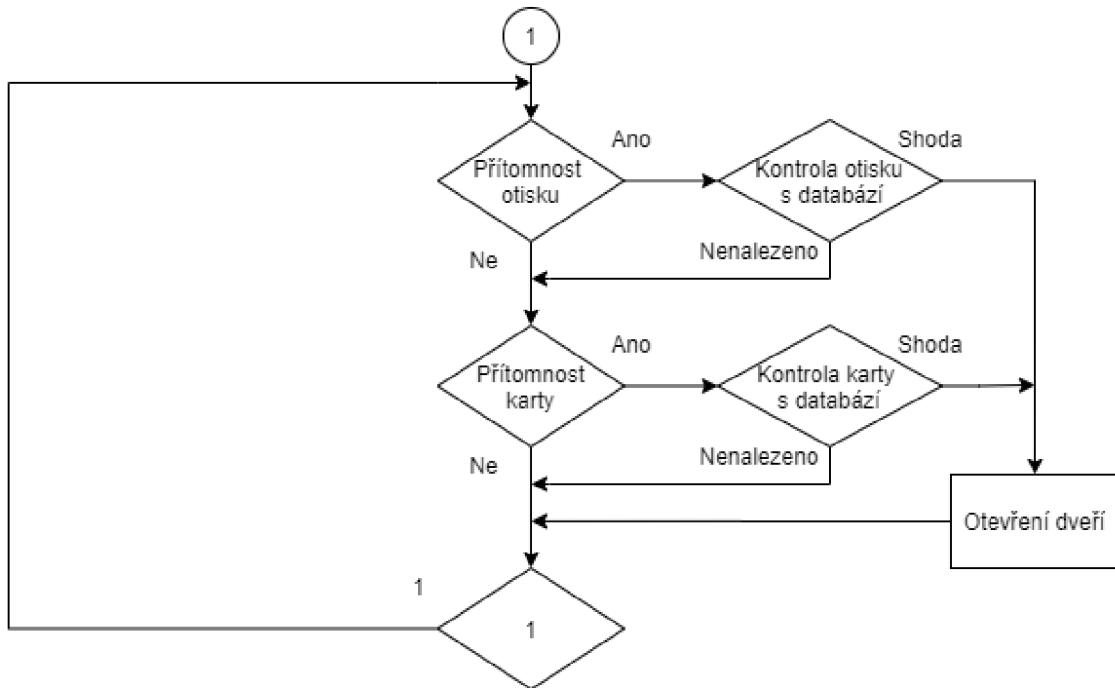 1
Ano
Shoda
Přítomnost
otisku
Kontrola otisku
s databází
Ne
Nenalezeno
Ano
Shoda
Přítomnost
karty
Kontrola karty
s databází
Ne
Nenalezeno
Otevření dveří
1
1